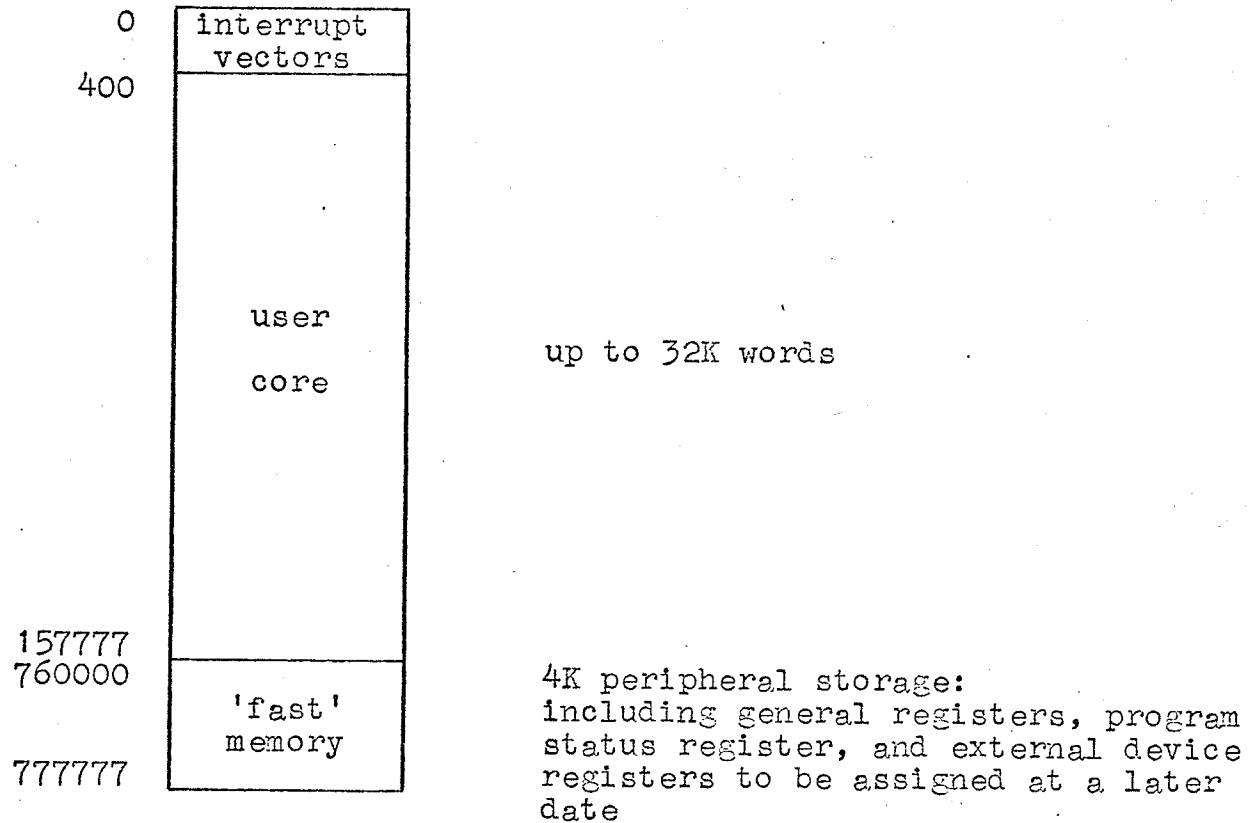 0
interrupt
vectors
400
user
core
up to 32K words
157777
760000
'fast'
memory
777777
4K peripheral storage:
including general registers, program
status register, and external device
registers to be assigned at a later
date